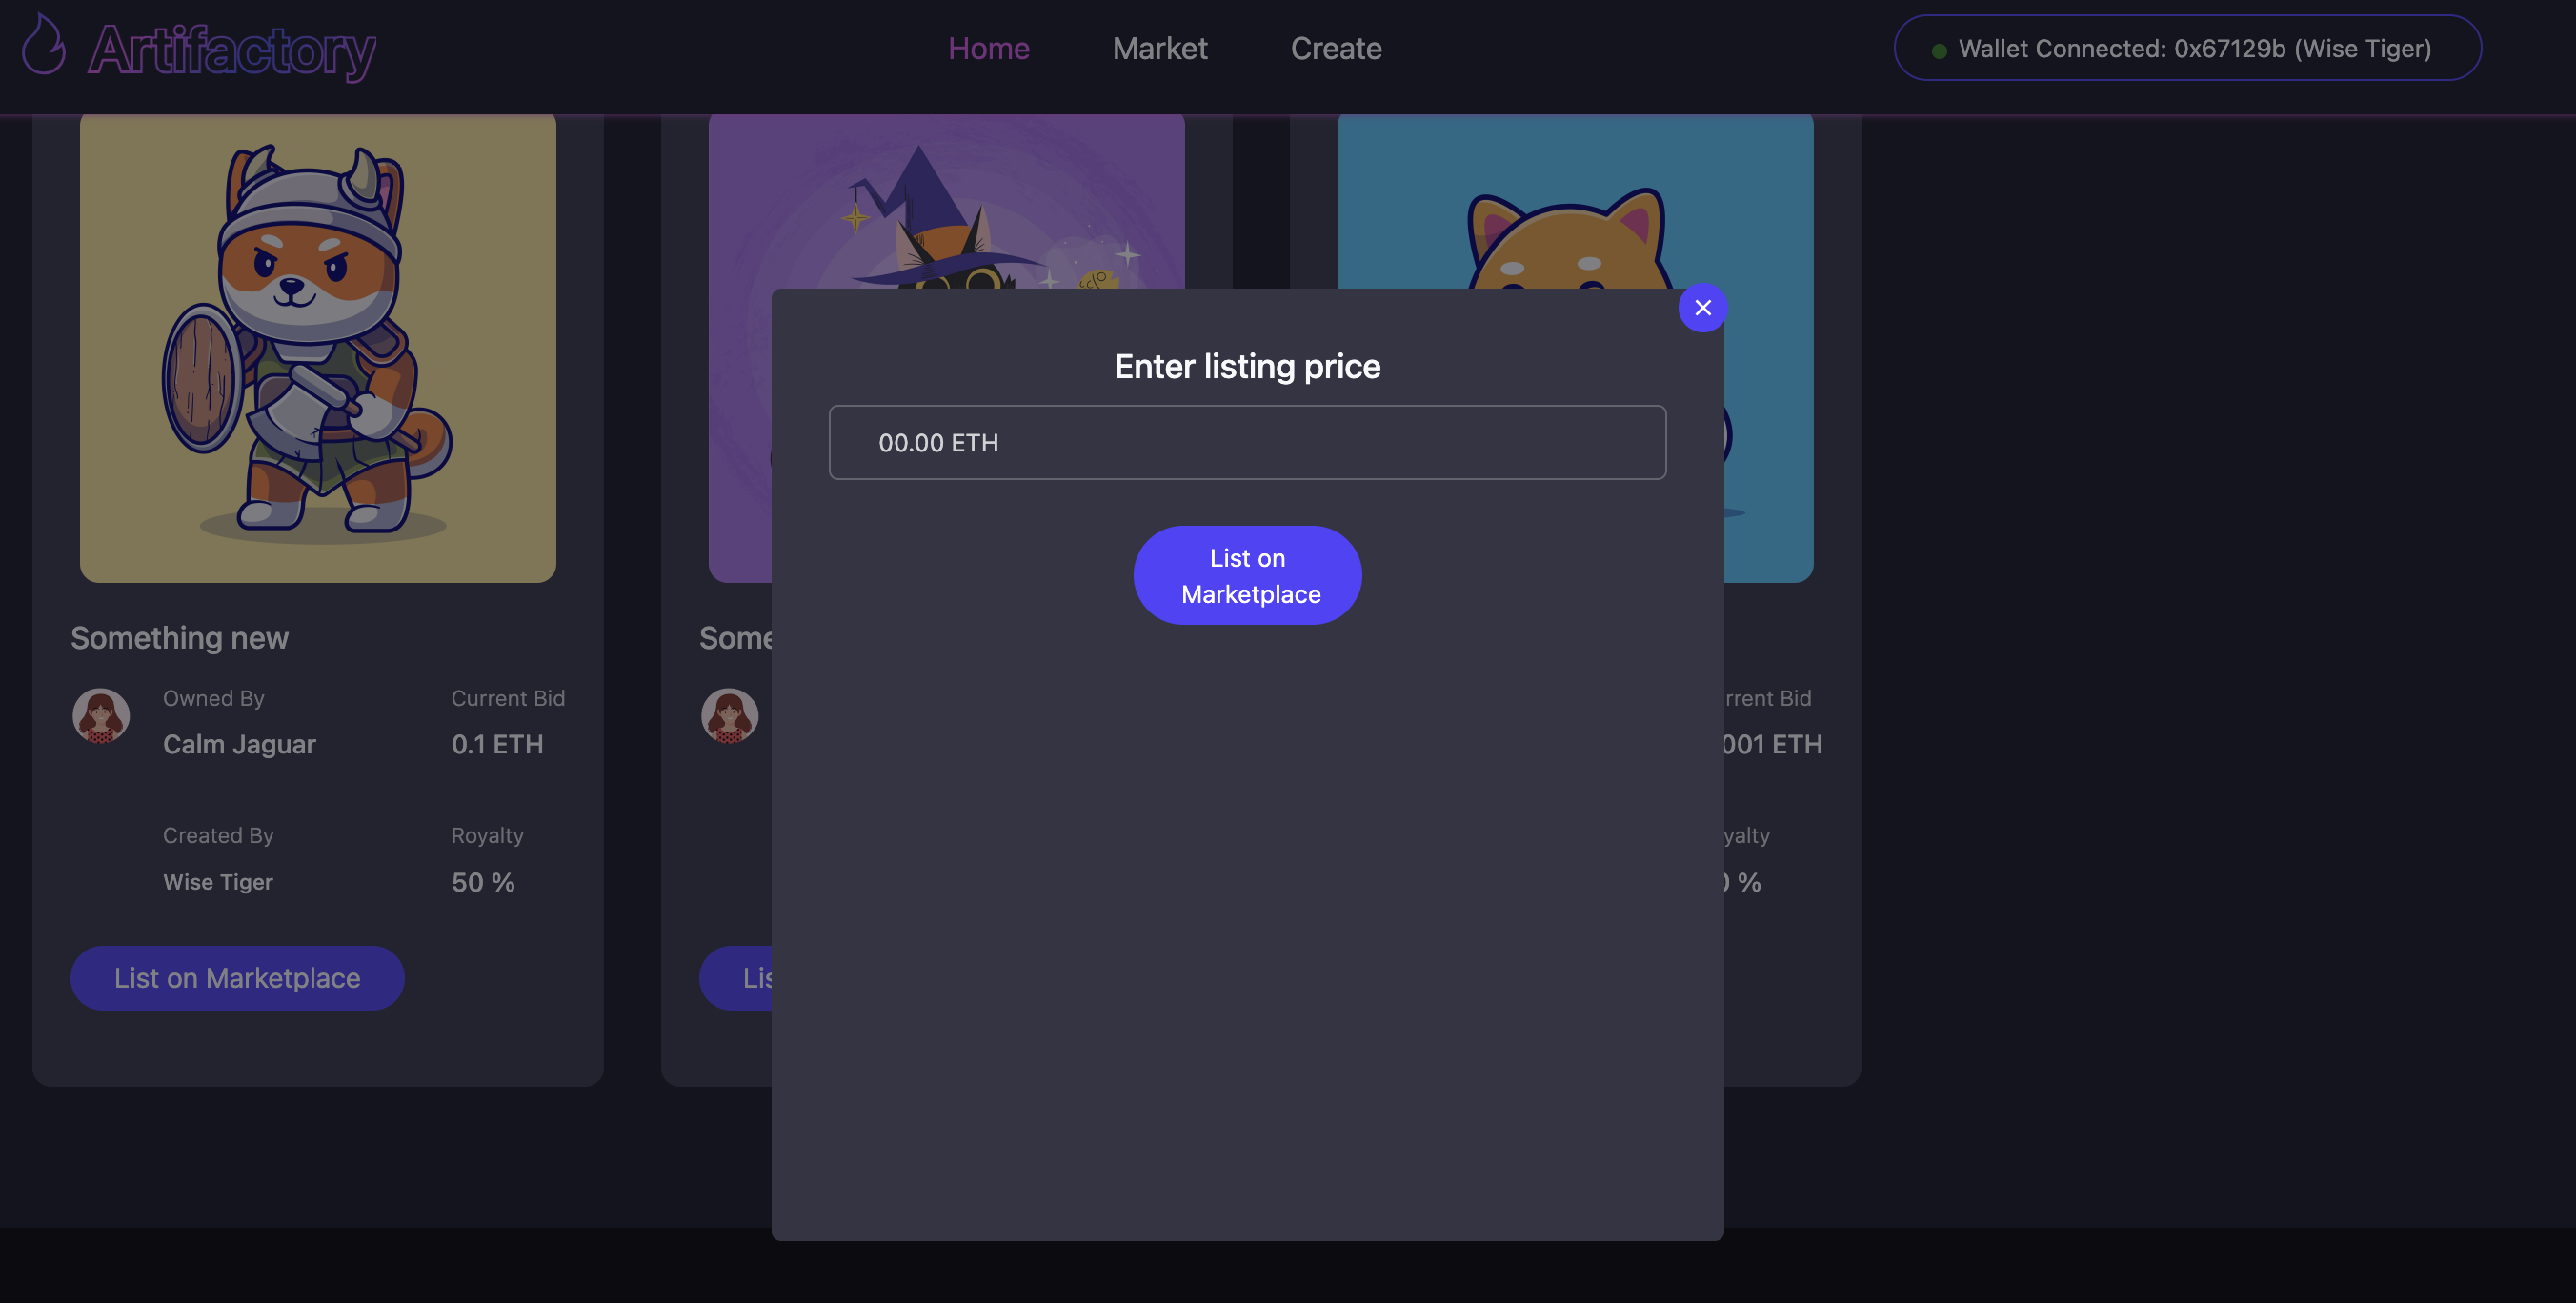 Artifactory
Home
Market
Create
Wallet Connected: 0x67129b (Wise Tiger)
Enter listing price
00.00 ETH
List on
Marketplace
Something new
Owned By
Current Bid
Calm Jaguar
0.1 ETH
Created By
Royalty
Wise Tiger
50 %
List on Marketplace
Some
Lis
rrent Bid
001 ETH
yalty
%